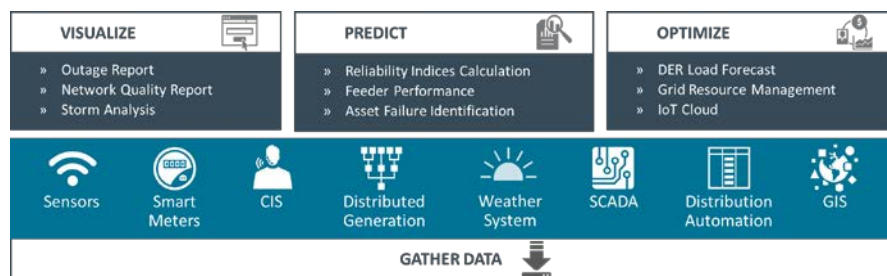 VISUALIZE
» Outage Report
» Network Quality Report
» Storm Analysis
PREDICT
» Reliability Indices Calculation
» Feeder Performance
» Asset Failure Identification
OPTIMIZE
» DER Load Forecast
» Grid Resource Management
» IoT Cloud
Sensors
Smart
Meters
CIS
Distributed
Generation
Weather
System
SCADA
Distribution
Automation
GIS
GATHER DATA